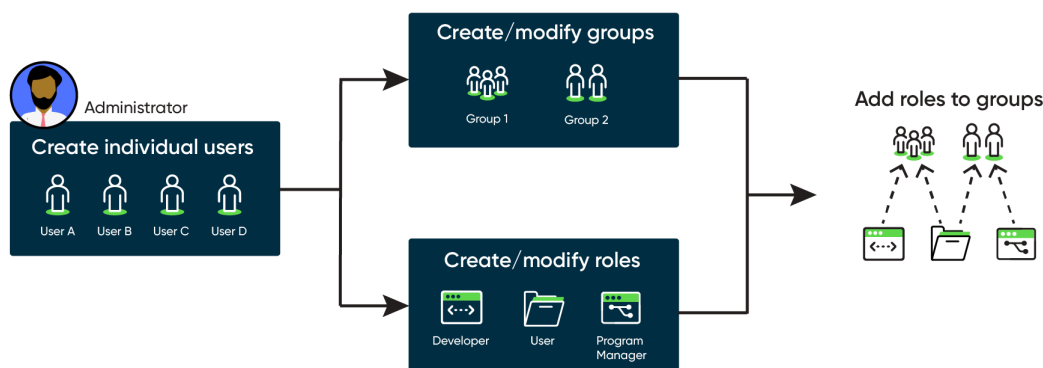 Administrator
Create individual users
User A
User B
User C
User D
Create/modify groups
Group 1
Group 2
Create/modify roles
Developer
User
Program
Manager
Add roles to groups